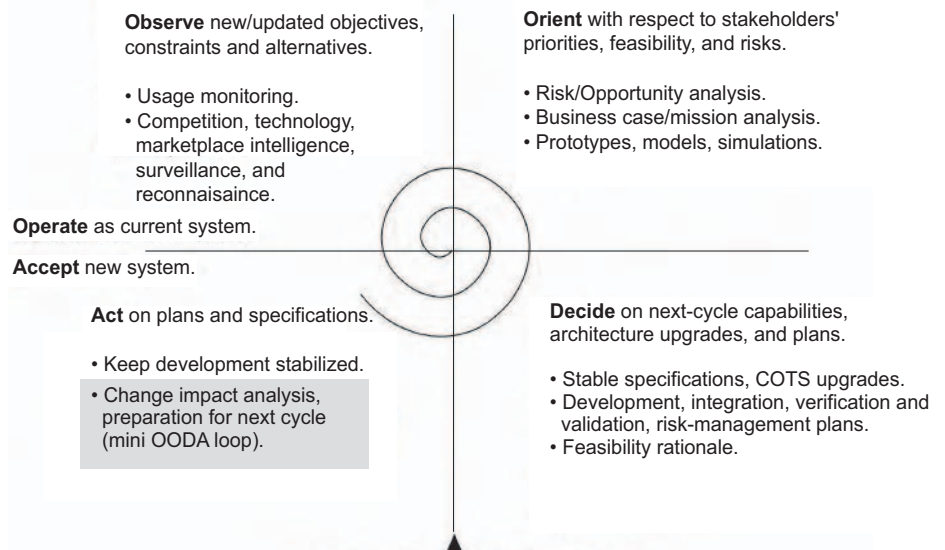 Observe new/updated objectives,
constraints and alternatives.
• Usage monitoring.
• Competition, technology,
marketplace intelligence,
surveillance, and
reconnaisaince.
Orient with respect to stakeholders'
priorities, feasibility, and risks.
• Risk/Opportunity analysis.
• Business case/mission analysis.
• Prototypes, models, simulations.
Operate as current system.
Accept new system.
Act on plans and specifications.
• Keep development stabilized.
• Change impact analysis,
preparation for next cycle
(mini OODA loop).
Decide on next-cycle capabilities,
architecture upgrades, and plans.
• Stable specifications, COTS upgrades.
• Development, integration, verification and
validation, risk-management plans.
• Feasibility rationale.